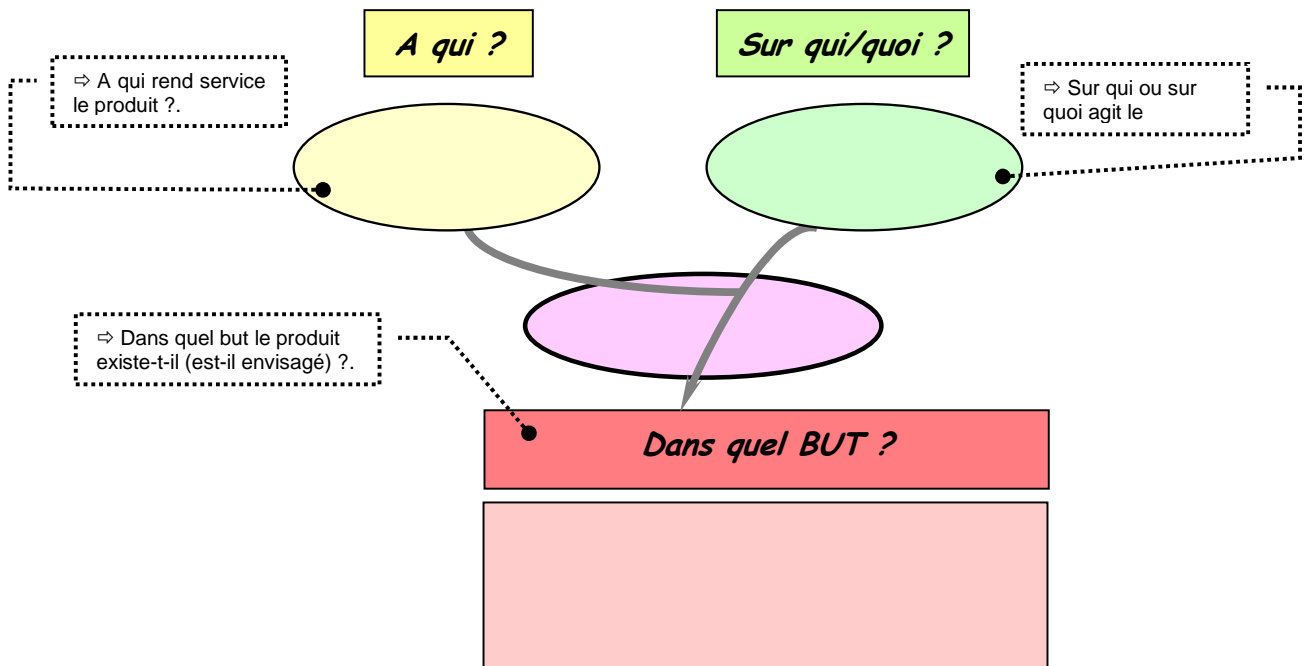 A qui ?
Sur qui/quoi ?
⇨ A qui rend service
le produit ?.
⇨ Sur qui ou sur
quoi agit le
⇨ Dans quel but le produit
existe-t-il (est-il envisagé) ?.
Dans quel BUT ?